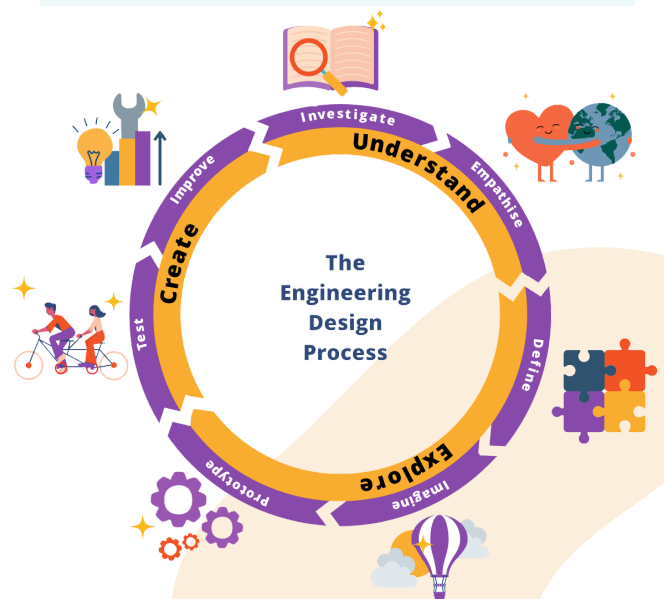 Investigate
Understand
Empathise
Define
Explore
Imagine
Prototype
Test
Create
Improve
The
Engineering
Design
Process